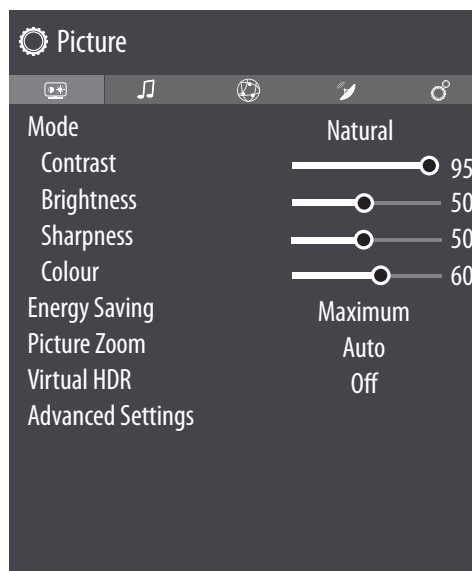 Picture
Mode Natural
Contrast 95
Brightness 50
Sharpness 50
Colour 60
Energy Saving Maximum
Picture Zoom Auto
Virtual HDR Off
Advanced Settings